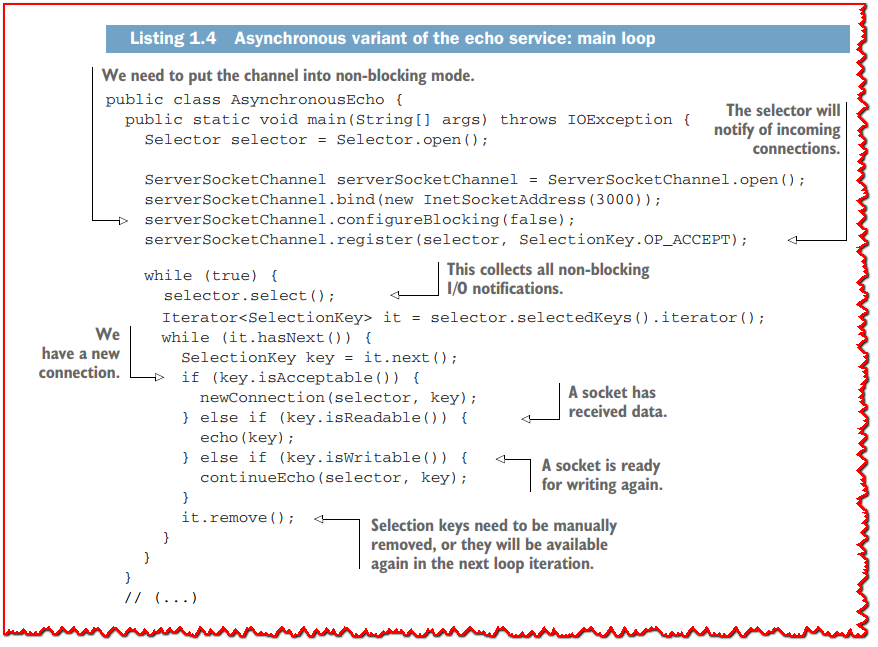 Listing 1.4 Asynchronous variant of the echo service: main loop
We need to put the channel into non-blocking mode.
public class AsynchronousEcho {
public static void main(String[] args) throws IOException {
Selector selector = Selector.open();
The selector will
notify of incoming
connections.
ServerSocketChannel serverSocketChannel = ServerSocketChannel.open();
serverSocketChannel.bind(new InetSocketAddress(3000));
serverSocketChannel.configureBlocking(false);
serverSocketChannel.register(selector, SelectionKey.OP_ACCEPT);
while (true) {
selector.select();
This collects all non-blocking
I/O notifications.
Iterator<SelectionKey> it = selector.selectedKeys().iterator();
while (it.hasNext()) {
SelectionKey key = it.next();
We
have a new
connection.
if (key.isAcceptable()) {
newConnection(selector, key);
} else if (key.isReadable()) {
A socket has
received data.
echo(key);
} else if (key.isWritable()) {
A socket is ready
for writing again.
continueEcho(selector, key);
}
it.remove();
Selection keys need to be manually
removed, or they will be available
again in the next loop iteration.
}
}
}
// (...)